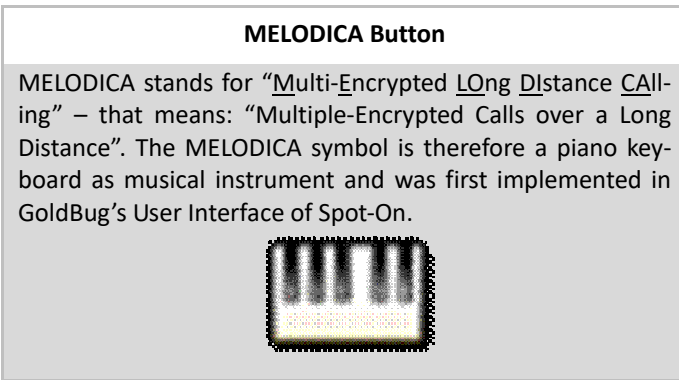 MELODICA Button
MELODICA stands for “Multi-Encrypted LOng DIstance CAll-
ing” – that means: “Multiple-Encrypted Calls over a Long
Distance”. The MELODICA symbol is therefore a piano key-
board as musical instrument and was first implemented in
GoldBug’s User Interface of Spot-On.